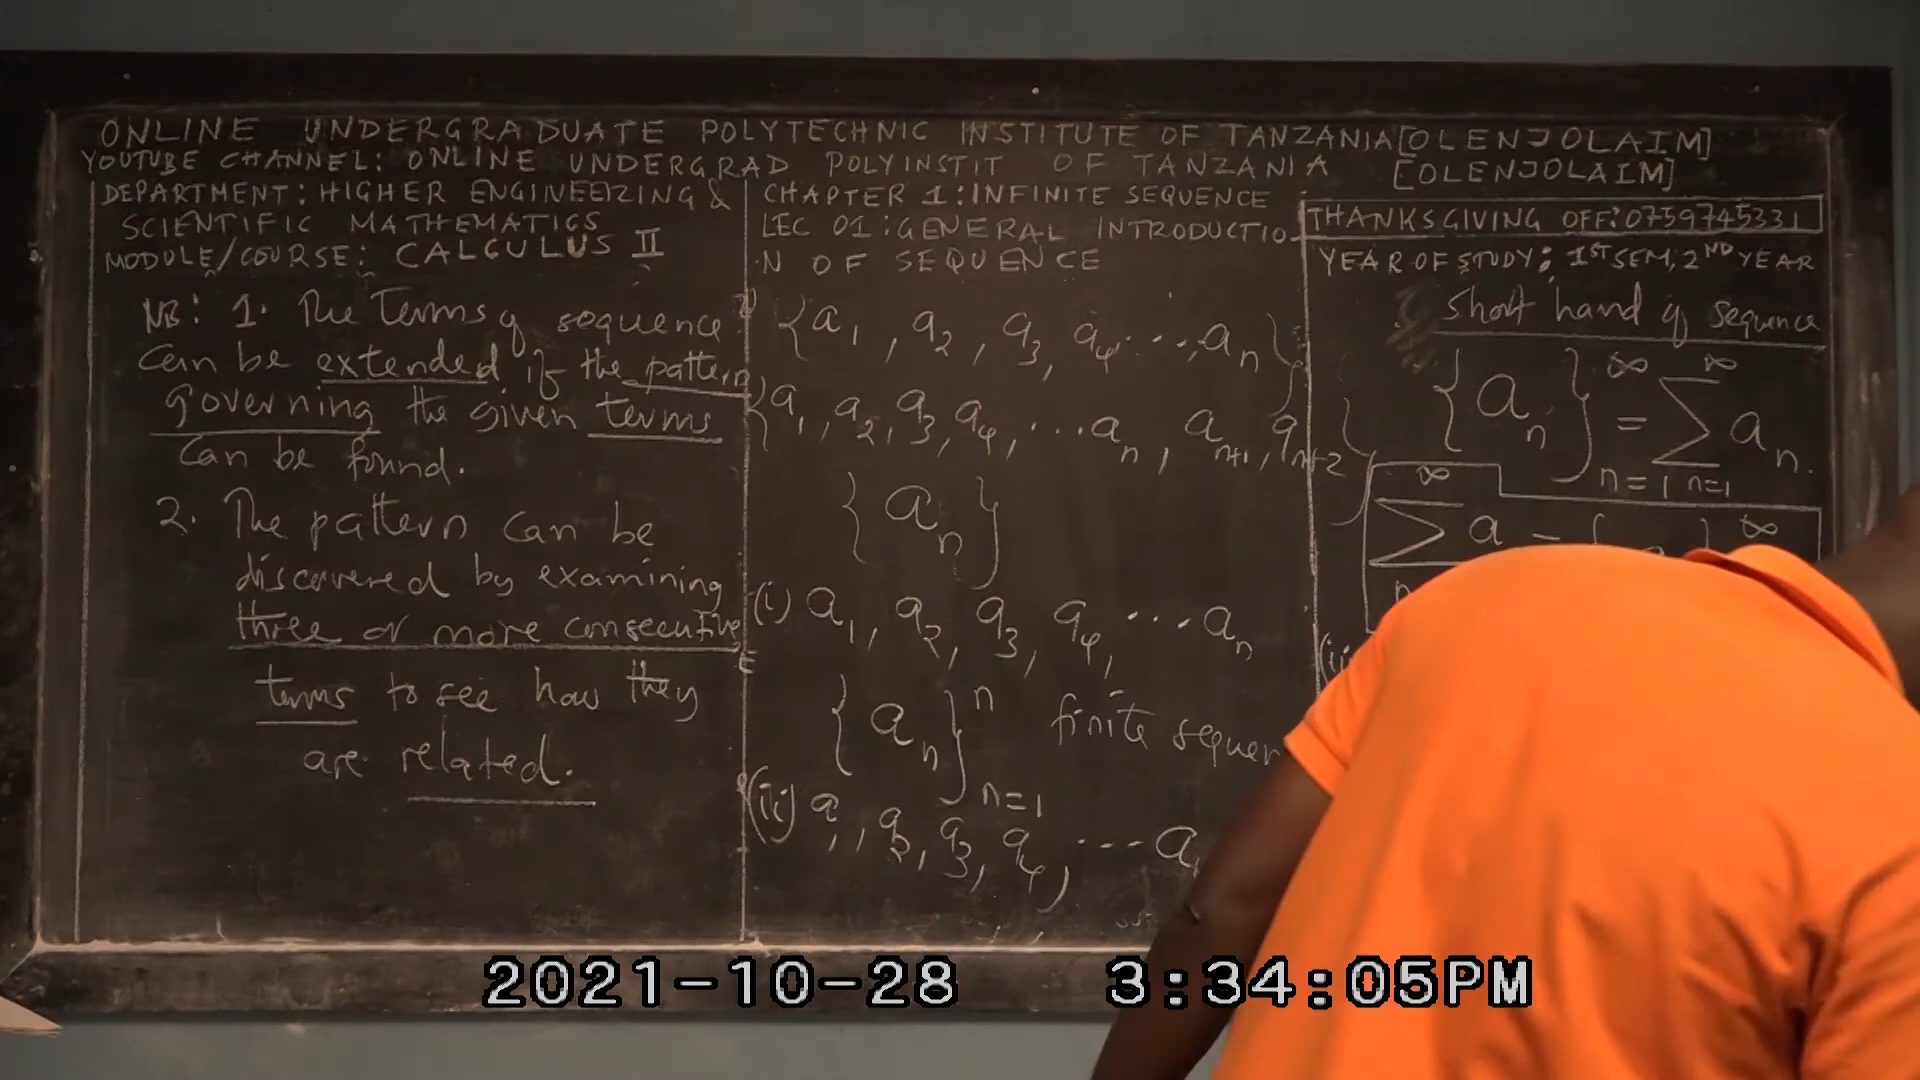 ONLINE UNDERGRADUATE POLYTECHNIC INSTITUTE OF TANZANIA[OLENJOLAIM]
YOUTUBE CHANNEL: ONLINE UNDERGRAD POLYINSTIT OF TANZANIA [OLENJOLAIM]
DEPARTMENT: HIGHER ENGINEERING &
SCIENTIFIC MATHEMATICS
MODULE/COURSE: CALCULUS II
NB: 1. The Terms of sequence
can be extended if the pattern
governing the given terms
can be found.
2. The pattern can be
discovered by examining
three or more consecutive
terms to see how they
are related.
CHAPTER 1: INFINITE SEQUENCE
LEC 01: GENERAL INTRODUCTIO
N OF SEQUENCE
{a₁, a₂, a₃, a₄, ..., aₙ}
{a₁, a₂, a₃, a₄, ... aₙ, aₙ₊₁, aₙ₊₂}
{aₙ}
(i) a₁, a₂, a₃, a₄, ... aₙ
{aₙ}ⁿ n=1 finite sequen
(ii) a₁, a₂, a₃, a₄, ... a
THANKSGIVING OFF: 0759745331
YEAR OF STUDY: 1ST SEM, 2ND YEAR
short hand of sequence
{aₙ}∞ n=1 = ∑∞ n=1 aₙ.
∑∞ a = { a }∞
2021-10-28 3:34:05PM